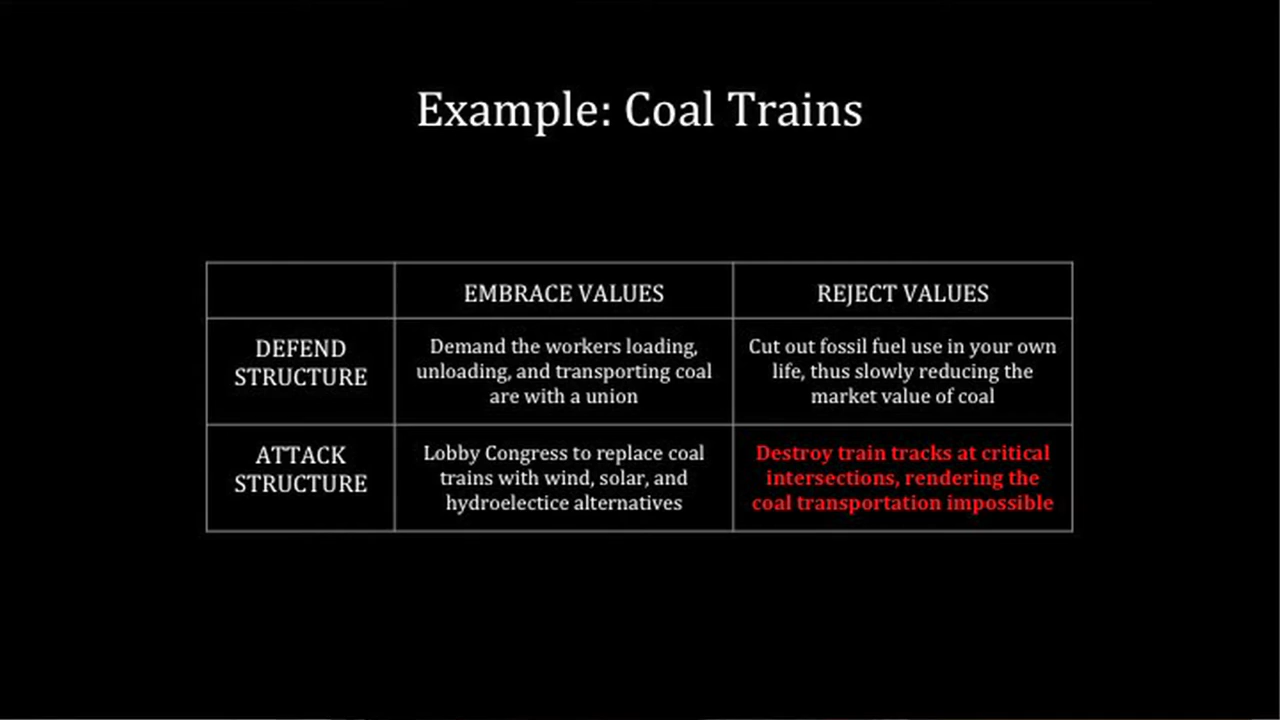 Example: Coal Trains
EMBRACE VALUES
REJECT VALUES
DEFEND
STRUCTURE
Demand the workers loading,
unloading, and transporting coal
are with a union
Cut out fossil fuel use in your own
life, thus slowly reducing the
market value of coal
ATTACK
STRUCTURE
Lobby Congress to replace coal
trains with wind, solar, and
hydroelectice alternatives
Destroy train tracks at critical
intersections, rendering the
coal transportation impossible